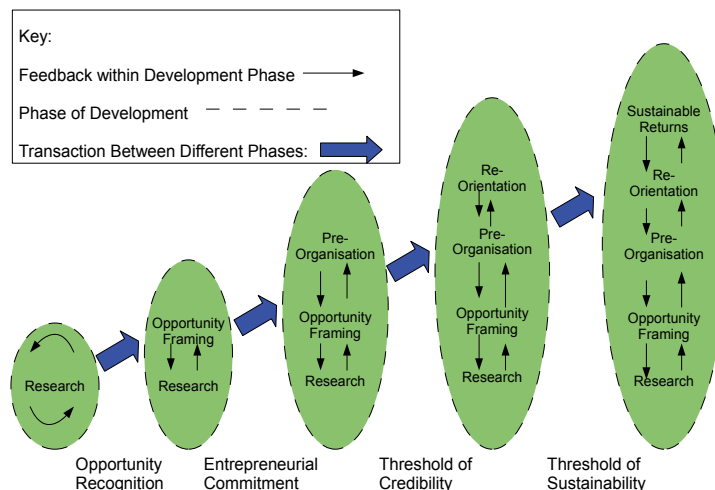 Key:
Feedback within Development Phase
Phase of Development
Transaction Between Different Phases:
Research
Opportunity
Framing
Research
Pre-
Organisation
Opportunity
Framing
Research
Re-
Orientation
Pre-
Organisation
Opportunity
Framing
Research
Sustainable
Returns
Re-
Orientation
Pre-
Organisation
Opportunity
Framing
Research
Opportunity
Recognition
Entrepreneurial
Commitment
Threshold of
Credibility
Threshold of
Sustainability